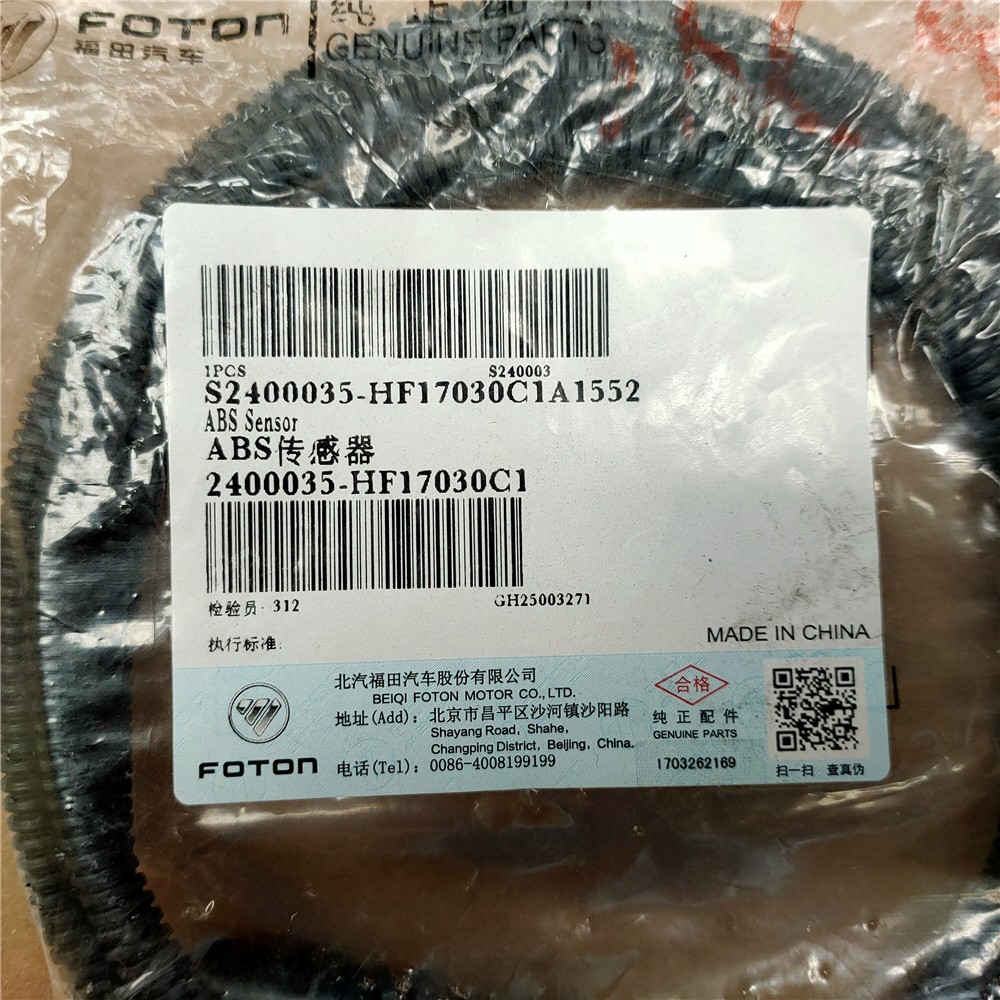 FOTON
福田汽车
纯正配件
GENUINE PARTS
1PCS S240003
S2400035-HF17030C1A1552
ABS Sensor
ABS传感器
2400035-HF17030C1
检验员: 312 GH25003271
执行标准:
MADE IN CHINA
北汽福田汽车股份有限公司
BEIQI FOTON MOTOR CO.,LTD.
地址(Add): 北京市昌平区沙河镇沙阳路
Shayang Road, Shahe,
Changping District, Beijing, China.
电话(Tel): 0086-4008199199
FOTON
合格
纯正配件
GENUINE PARTS
1703262169
扫一扫 查真伪